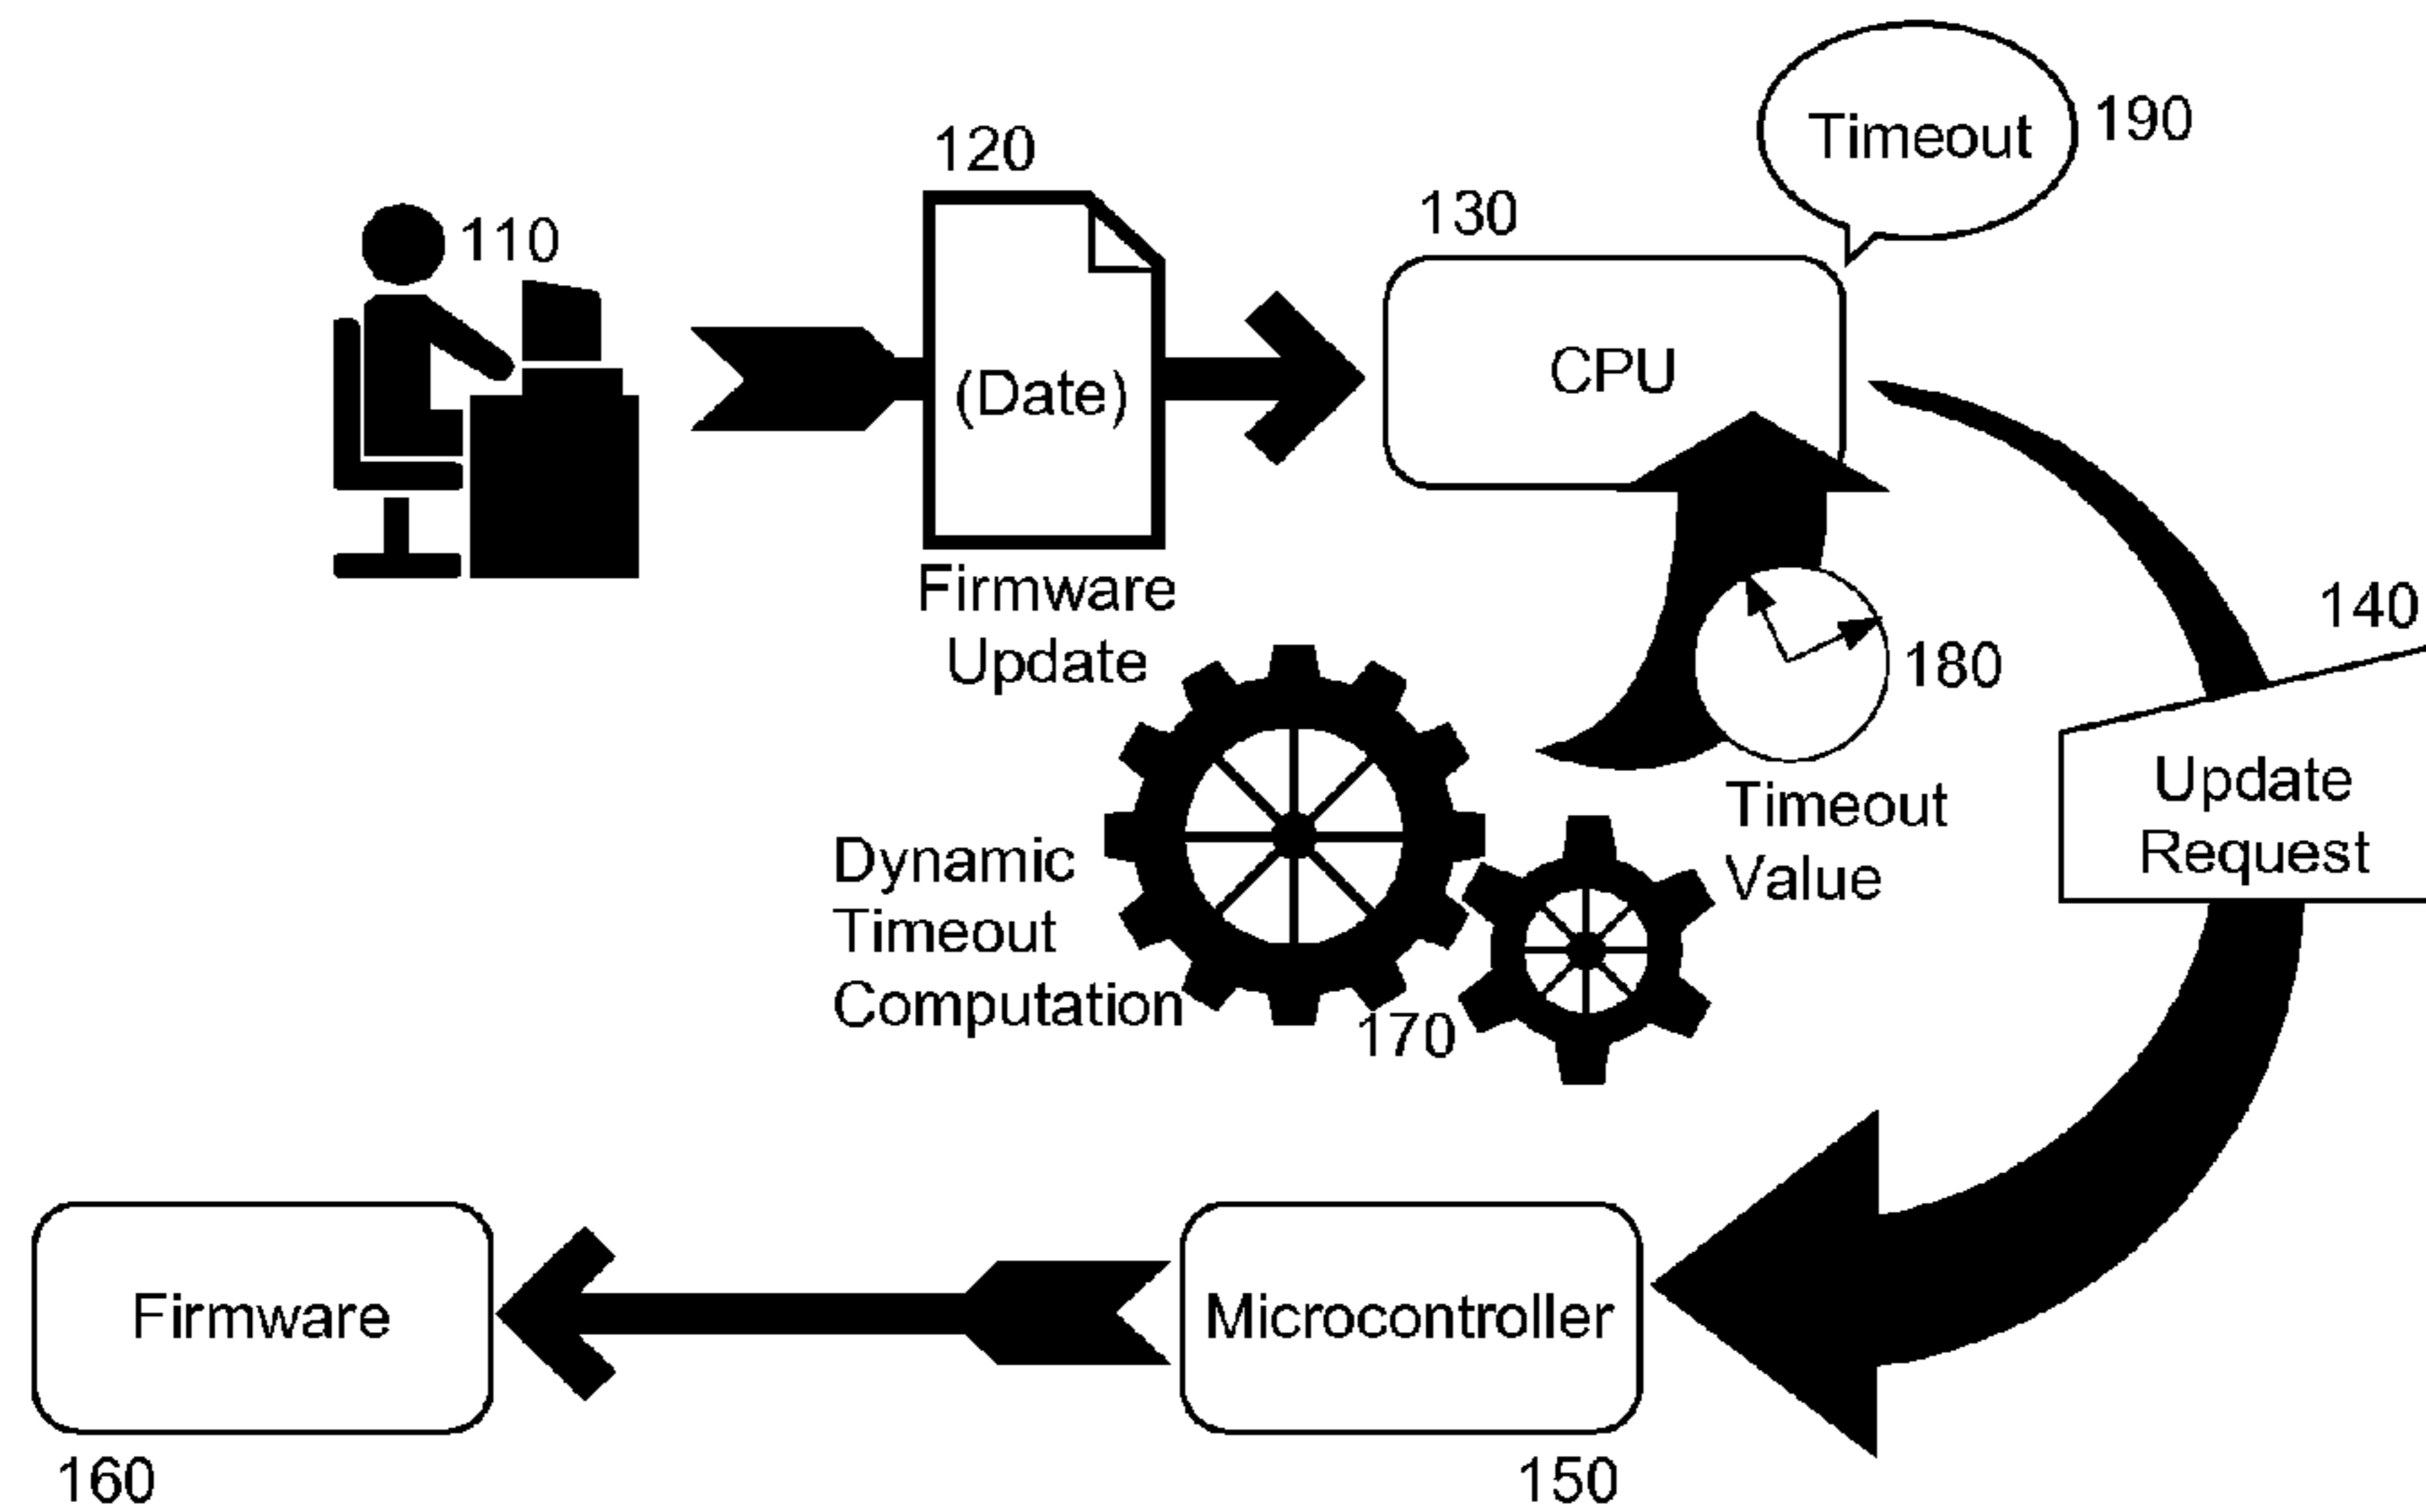 Timeout
190
120
130
110
CPU
(Date)
Firmware
Update
140
180
Update
Request
Timeout
Value
Dynamic
Timeout
Computation
170
Firmware
Microcontroller
160
150